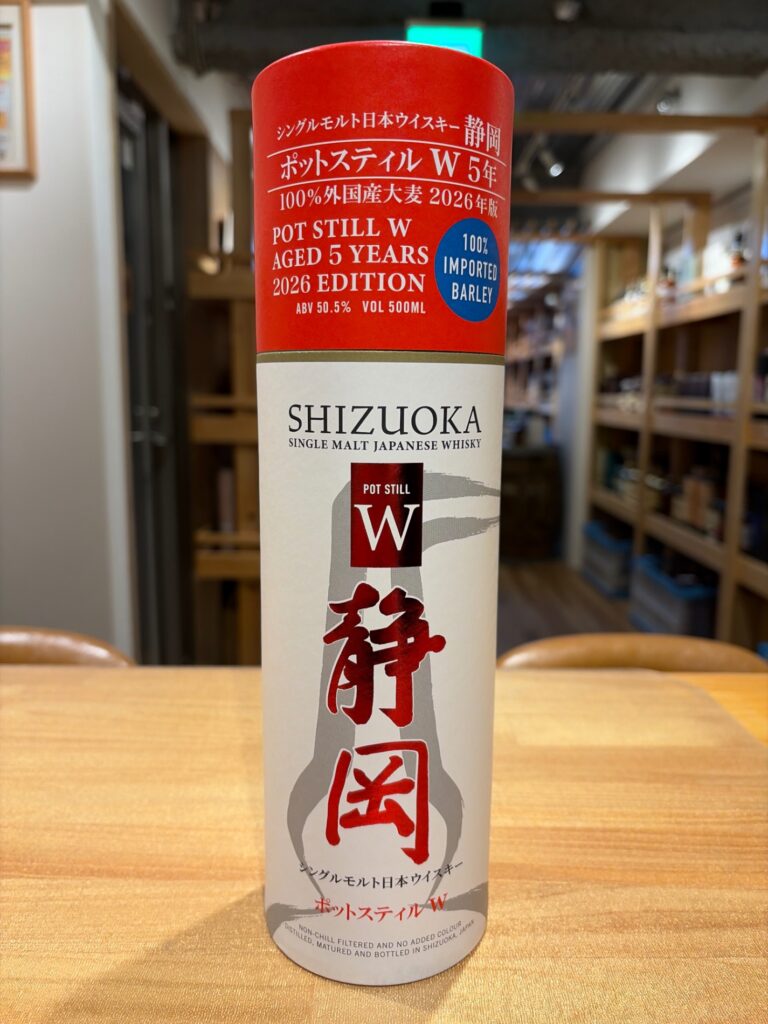 シングルモルト日本ウイスキー 静岡
ポットスティル W 5年
100%外国産大麦 2026年版
POT STILL W
AGED 5 YEARS
2026 EDITION
ABV 50.5% VOL 500ML
100%
IMPORTED
BARLEY
SHIZUOKA
SINGLE MALT JAPANESE WHISKY
POT STILL
W
静岡
シングルモルト日本ウイスキー
ポットスティル W
NON-CHILL FILTERED AND NO ADDED COLOUR
DISTILLED, MATURED AND BOTTLED IN SHIZUOKA, JAPAN